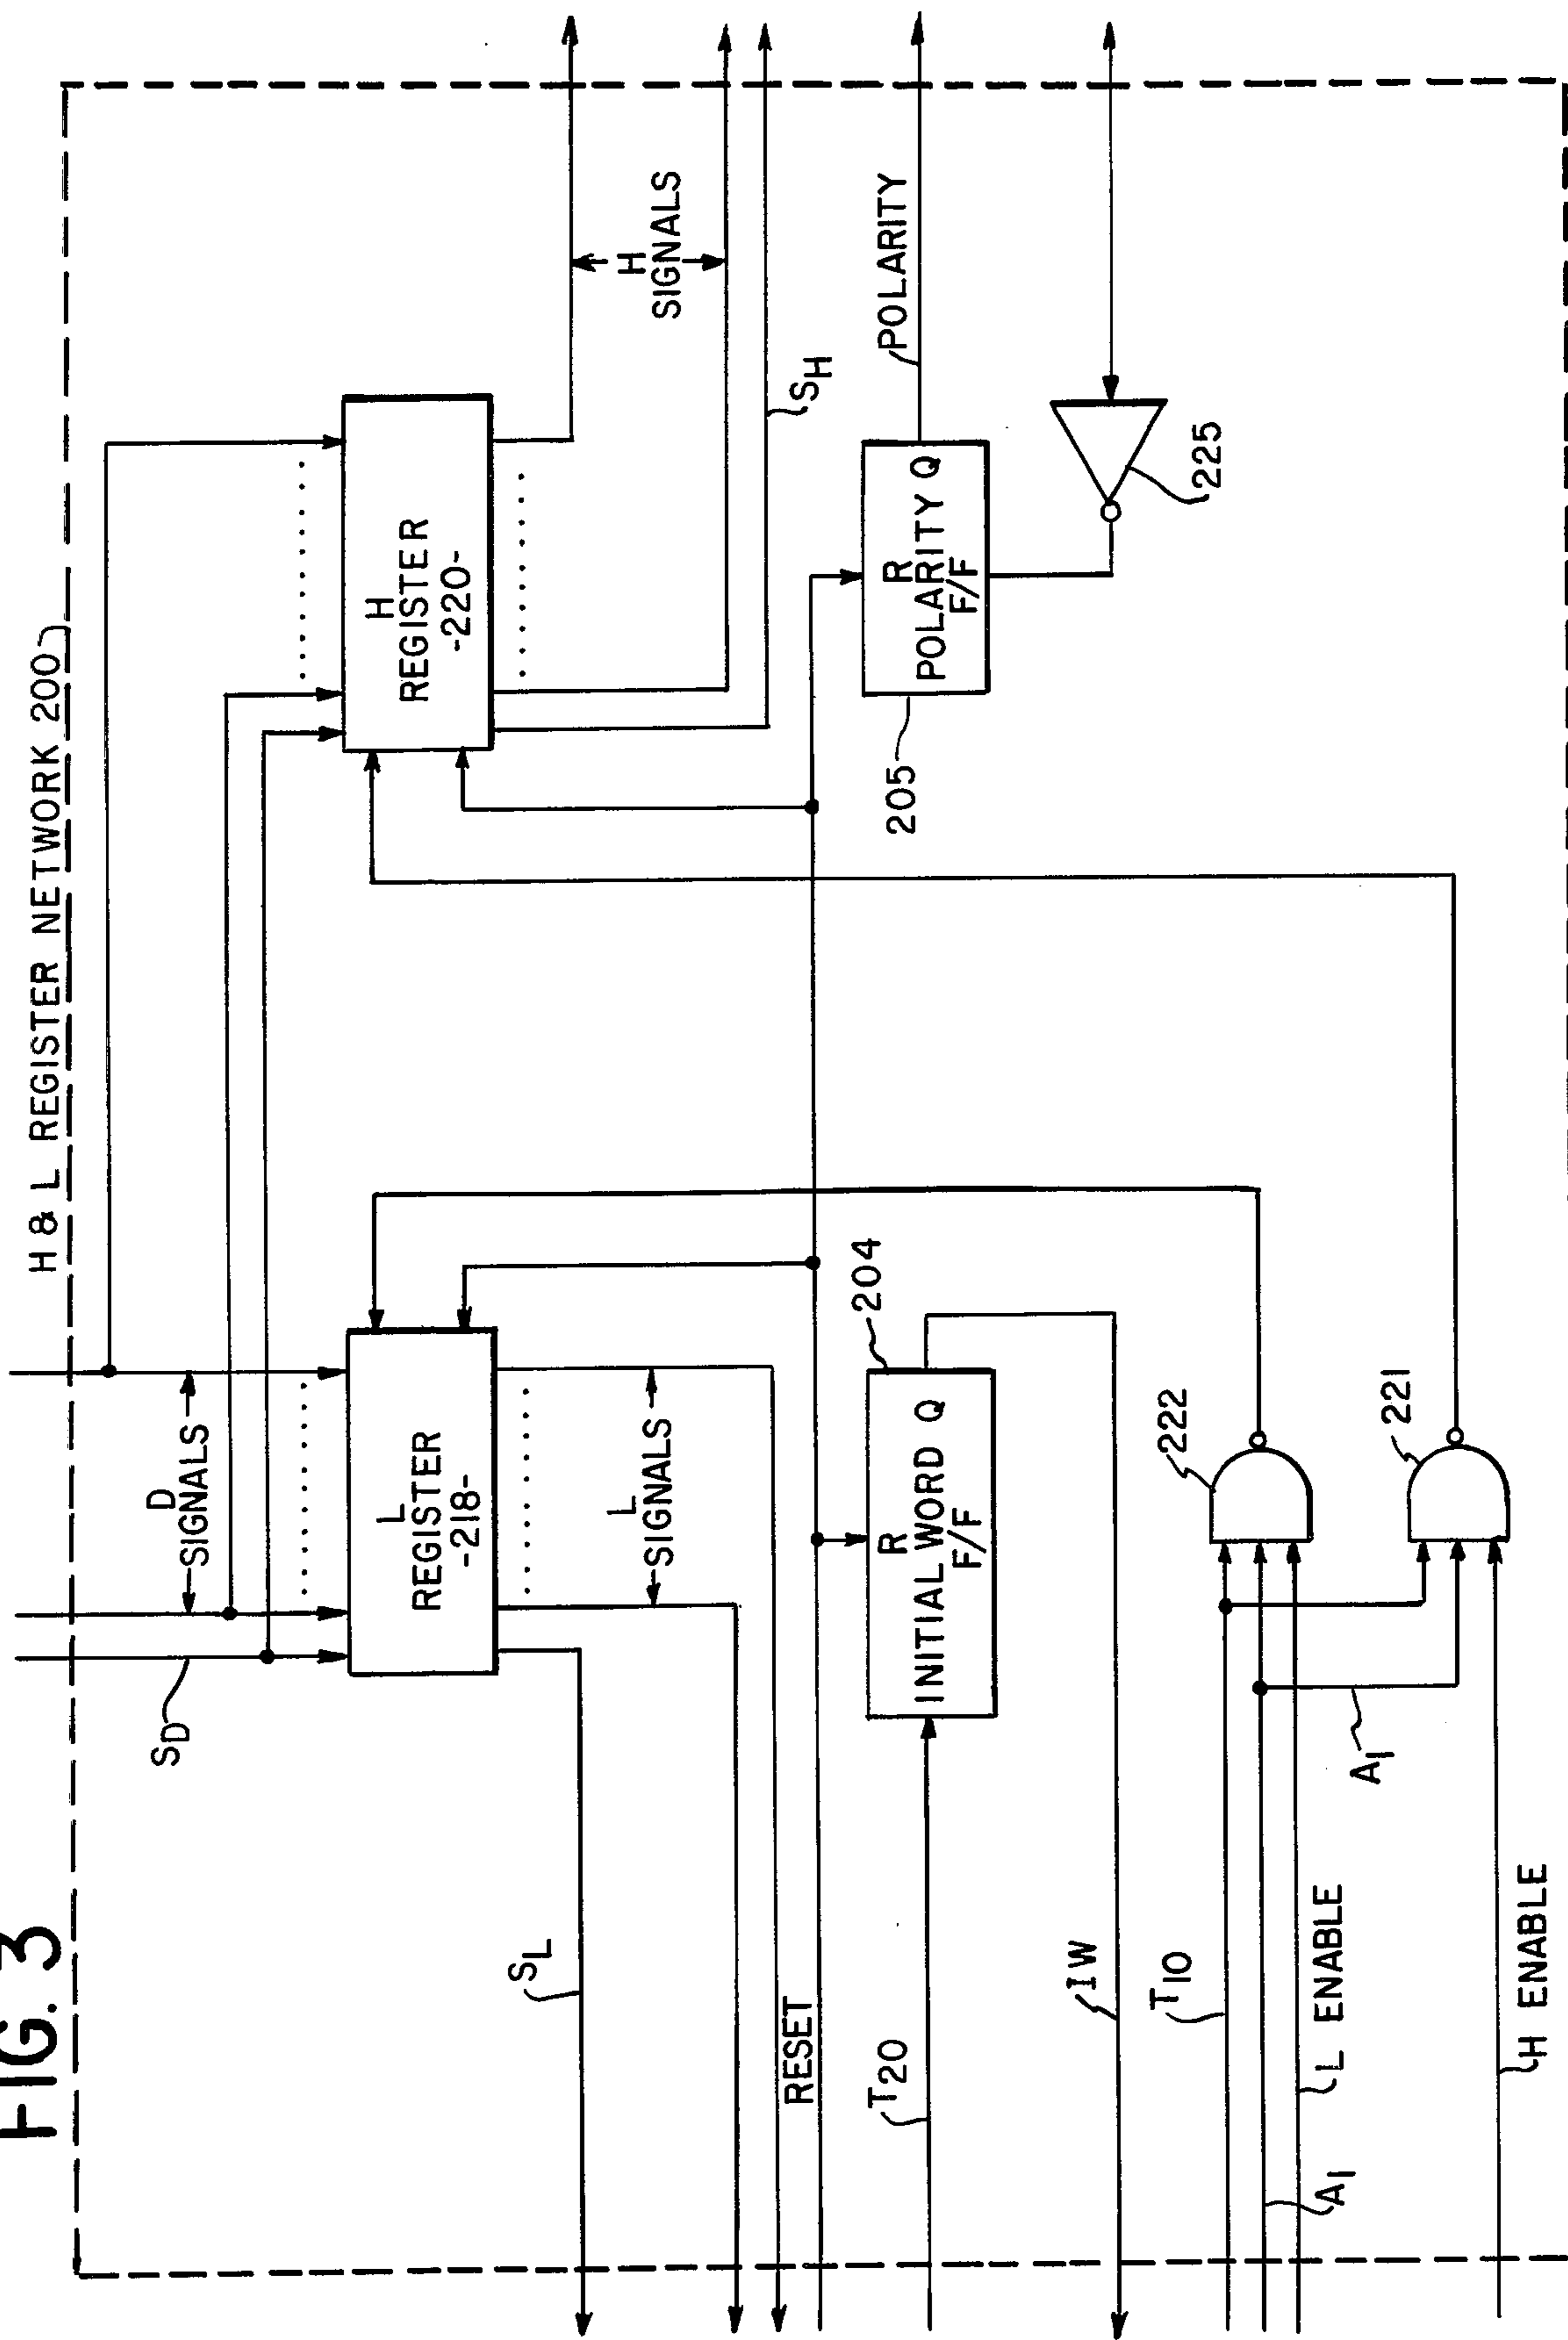 FIG. 3
H & L REGISTER NETWORK 200
SD
D
SIGNALS
L
REGISTER
-218-
H
REGISTER
-220-
H
SIGNALS
SH
SL
L
SIGNALS
RESET
T20
R
INITIAL WORD Q
F/F
204
205
R
POLARITY Q
F/F
POLARITY
225
IW
T10
222
L ENABLE
A1
A1
221
H ENABLE